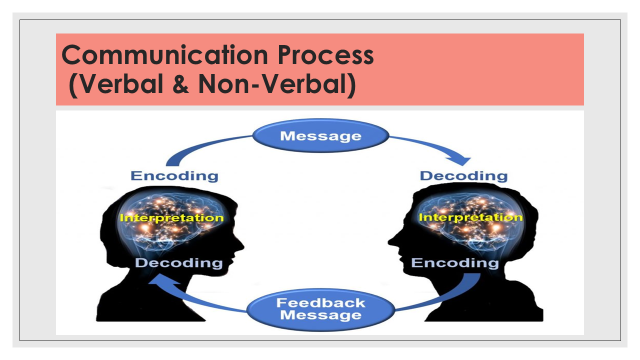 Communication Process
(Verbal & Non-Verbal)
Message
Encoding
Decoding
Interpretation
Interpretation
Decoding
Encoding
Feedback
Message